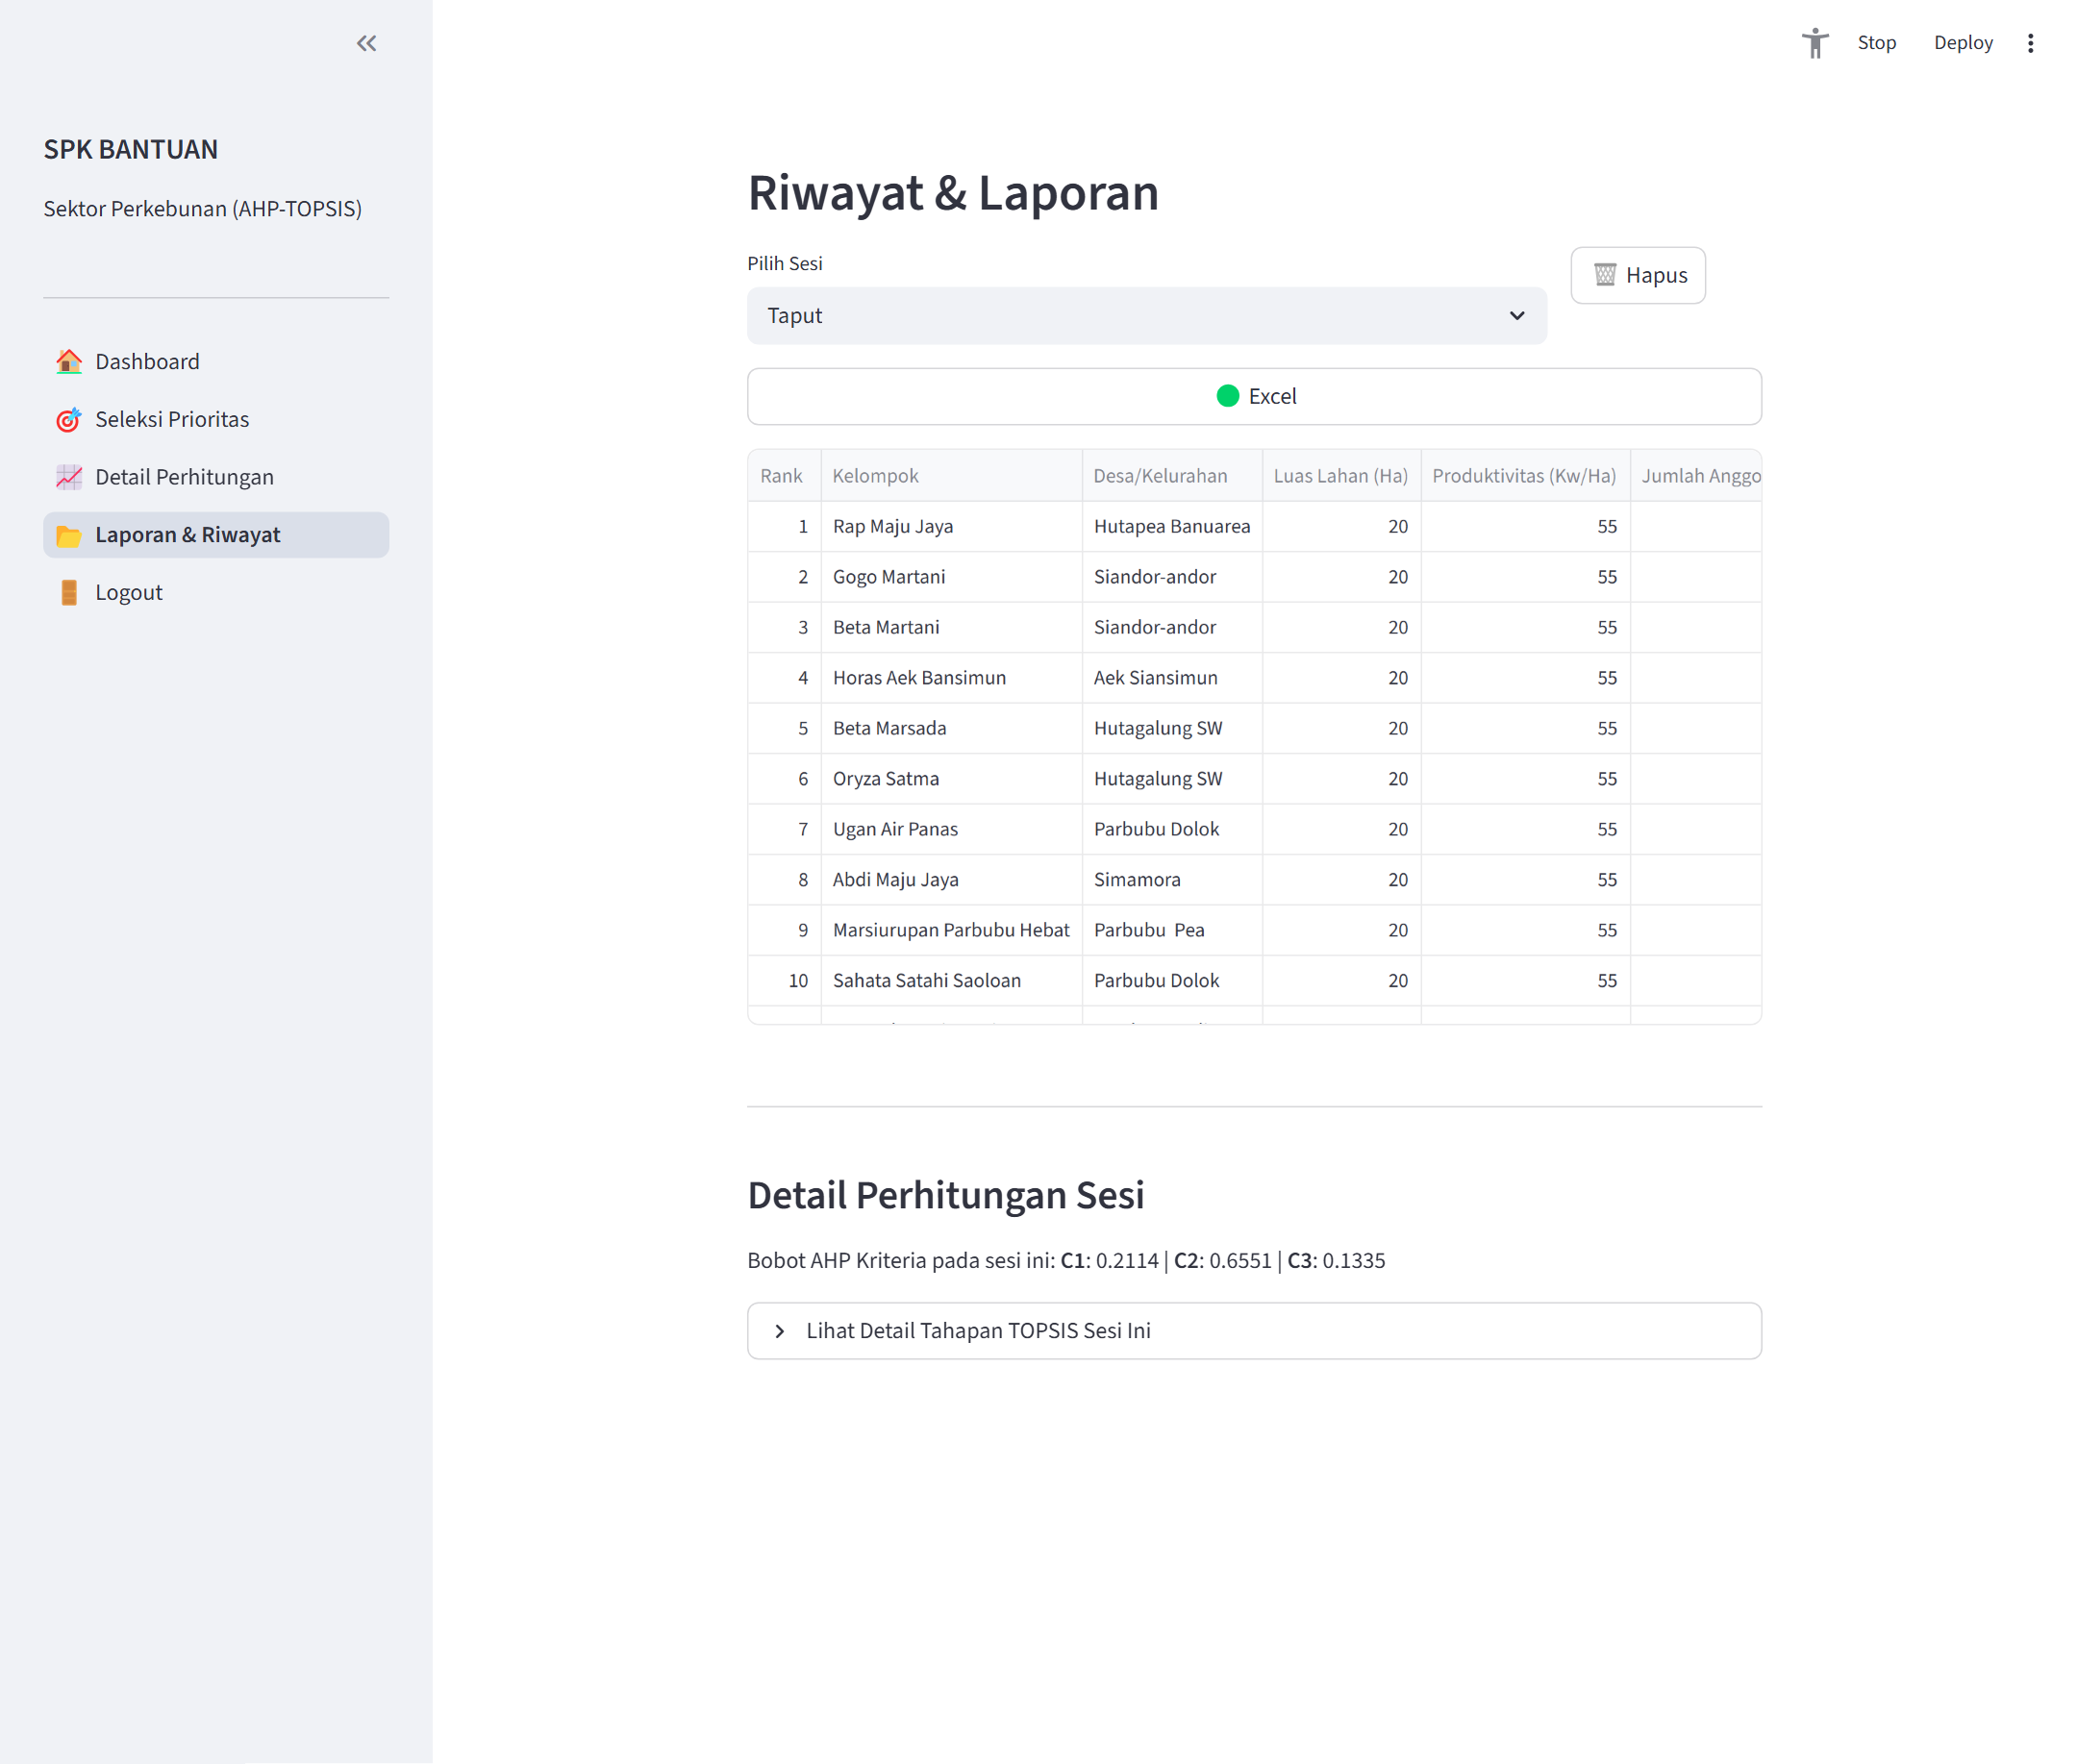 Stop Deploy
SPK BANTUAN
Sektor Perkebunan (AHP-TOPSIS)
Dashboard
Seleksi Prioritas
Detail Perhitungan
Laporan & Riwayat
Logout
Riwayat & Laporan
Pilih Sesi
Hapus
Taput
Excel
Rank Kelompok Desa/Kelurahan Luas Lahan (Ha) Produktivitas (Kw/Ha) Jumlah Anggo
1 Rap Maju Jaya Hutapea Banuarea 20 55
2 Gogo Martani Siandor-andor 20 55
3 Beta Martani Siandor-andor 20 55
4 Horas Aek Bansimun Aek Siansimun 20 55
5 Beta Marsada Hutagalung SW 20 55
6 Oryza Satma Hutagalung SW 20 55
7 Ugan Air Panas Parbubu Dolok 20 55
8 Abdi Maju Jaya Simamora 20 55
9 Marsiurupan Parbubu Hebat Parbubu  Pea 20 55
10 Sahata Satahi Saoloan Parbubu Dolok 20 55
Detail Perhitungan Sesi
Bobot AHP Kriteria pada sesi ini: C1: 0.2114 | C2: 0.6551 | C3: 0.1335
Lihat Detail Tahapan TOPSIS Sesi Ini